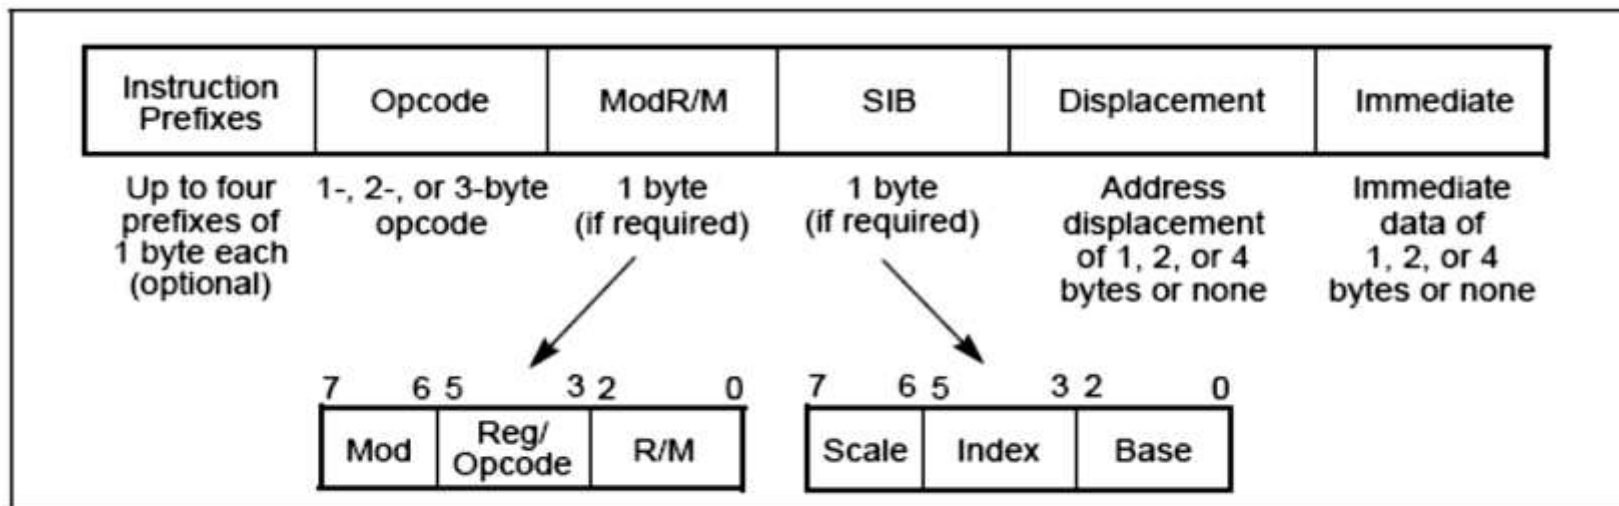 Instruction
Prefixes
Opcode
ModR/M
SIB
Displacement
Immediate
Up to four
prefixes of
1 byte each
(optional)
1-, 2-, or 3-byte
opcode
1 byte
(if required)
1 byte
(if required)
Address
displacement
of 1, 2, or 4
bytes or none
Immediate
data of
1, 2, or 4
bytes or none
7 6 5 3 2 0
Mod
Reg/
Opcode
R/M
7 6 5 3 2 0
Scale
Index
Base